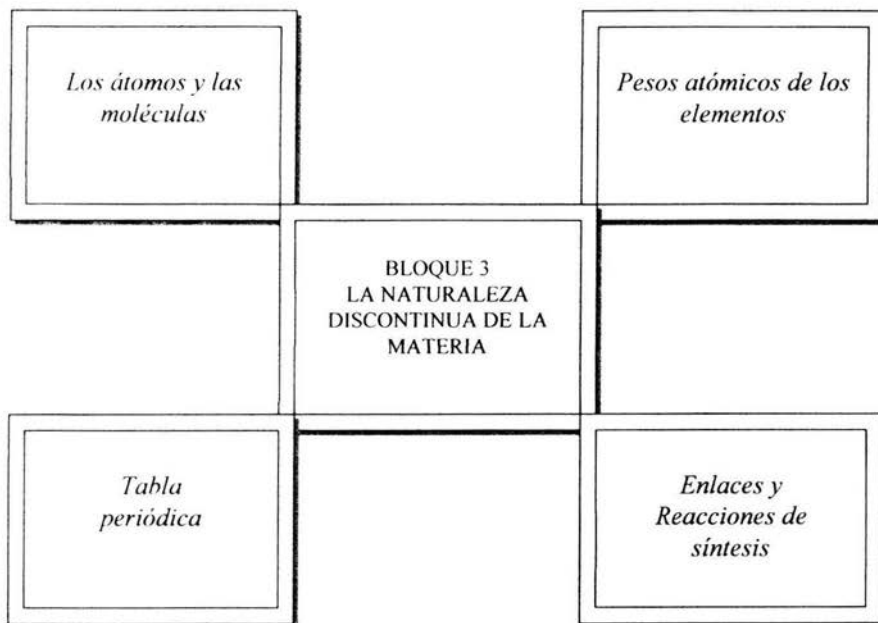 Los átomos y las
moléculas
Pesos atómicos de los
elementos
BLOQUE 3
LA NATURALEZA
DISCONTINUA DE LA
MATERIA
Tabla
periódica
Enlaces y
Reacciones de
síntesis